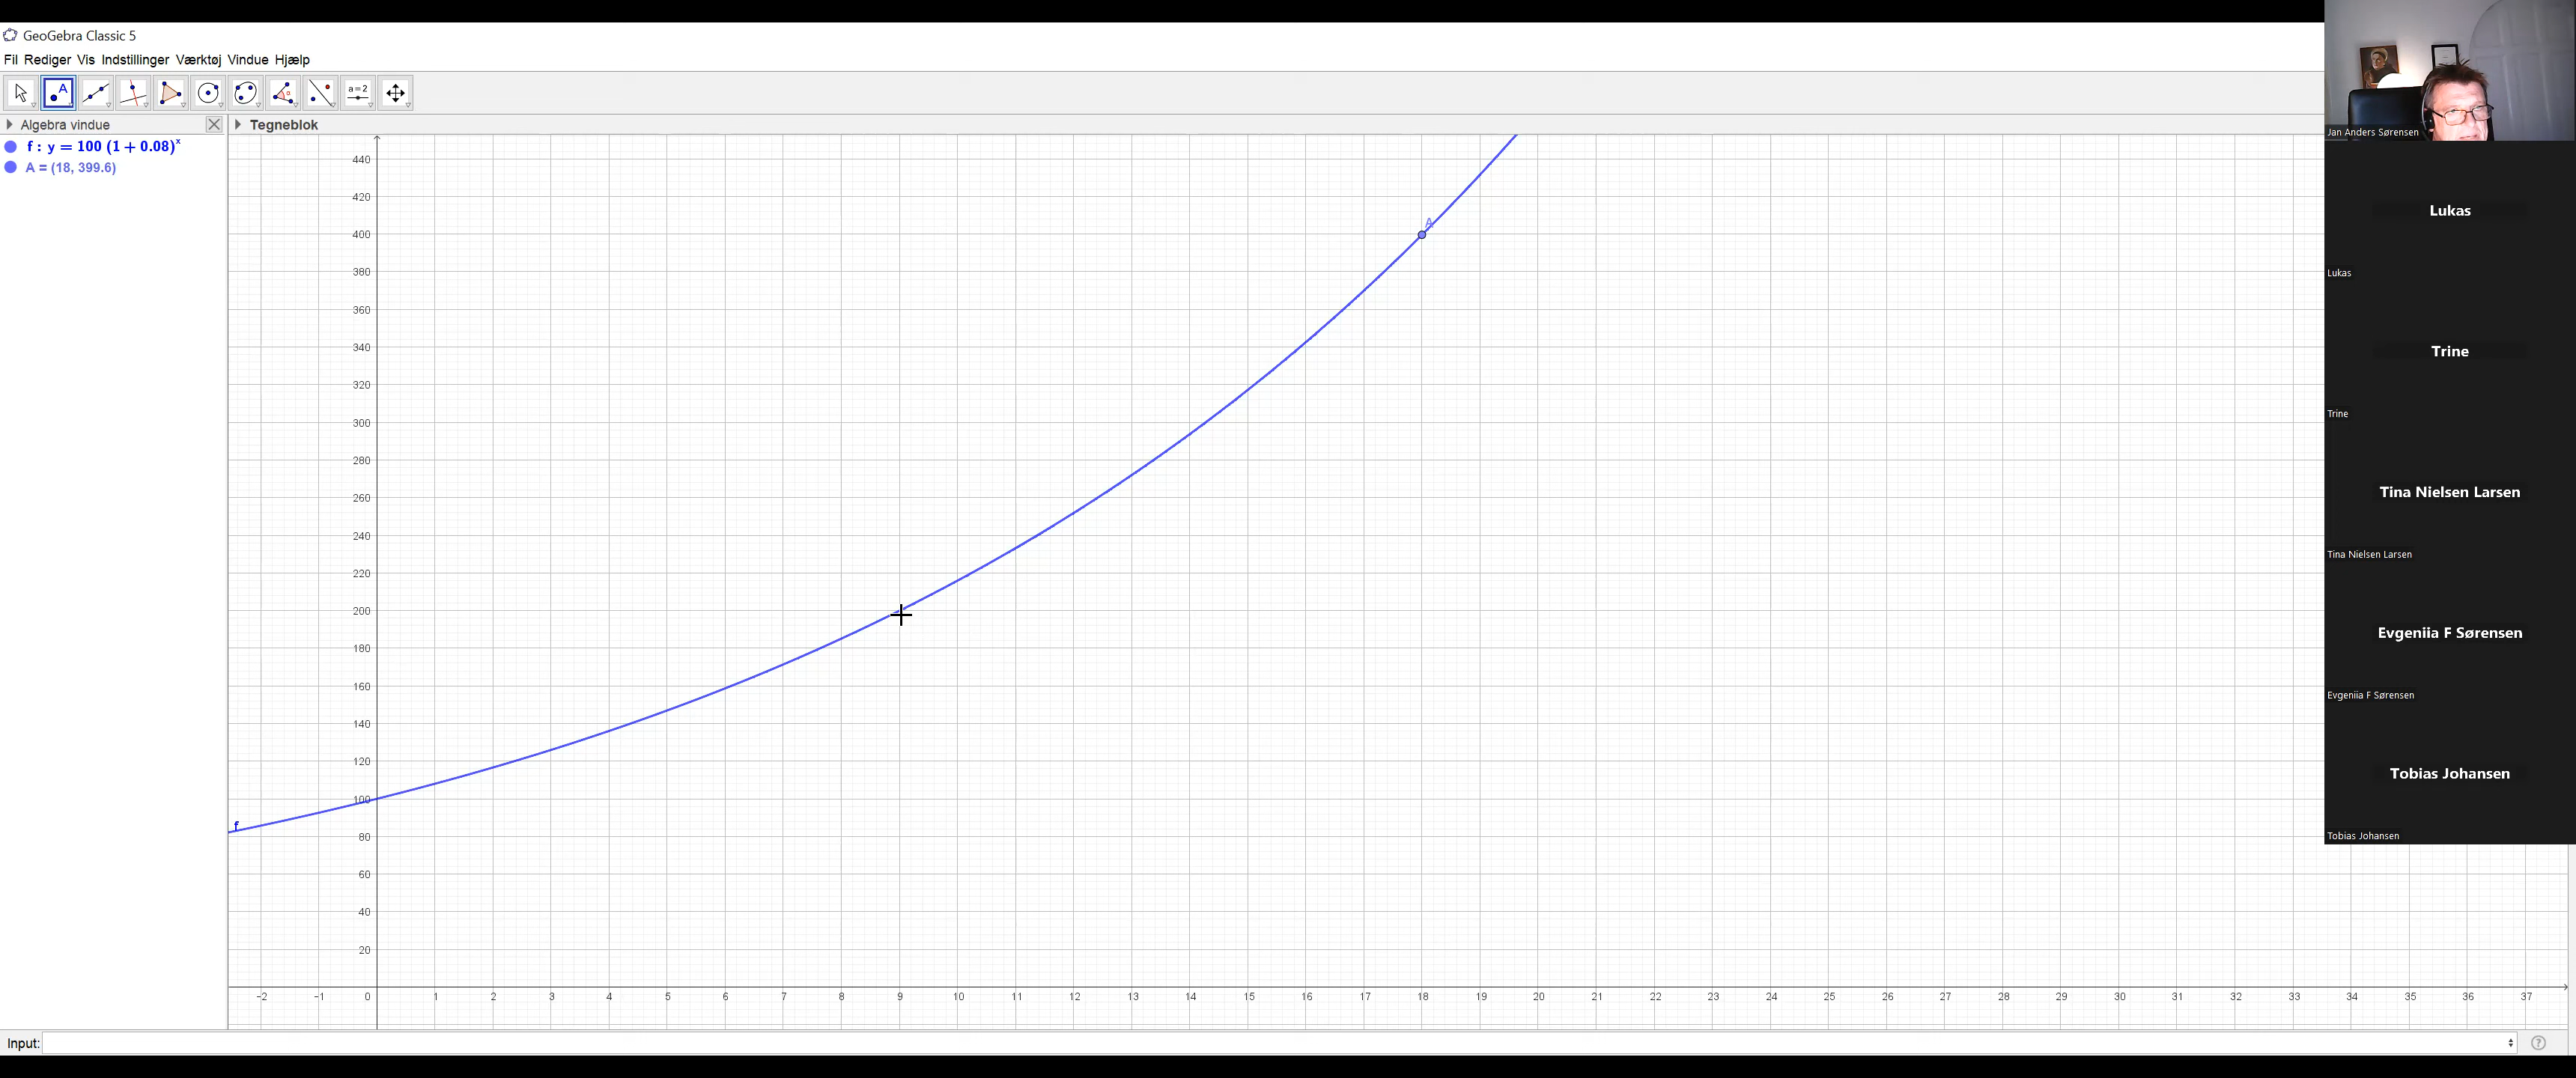 GeoGebra Classic 5
Fil Rediger Vis Indstillinger Værktøj Vindue Hjælp
A
a=2
Algebra vindue
Tegneblok
f : y = 100 (1 + 0.08)ˣ
A = (18, 399.6)
440
420
400
380
360
340
320
300
280
260
240
220
200
180
160
140
120
100
80
60
40
20
A
f
-2 -1 0 1 2 3 4 5 6 7 8 9 10 11 12 13 14 15 16 17 18 19 20 21 22 23 24 25 26 27 28 29 30 31 32 33 34 35 36 37
Input:
Jan Anders Sørensen
Lukas
Lukas
Trine
Trine
Tina Nielsen Larsen
Tina Nielsen Larsen
Evgeniia F Sørensen
Evgeniia F Sørensen
Tobias Johansen
Tobias Johansen